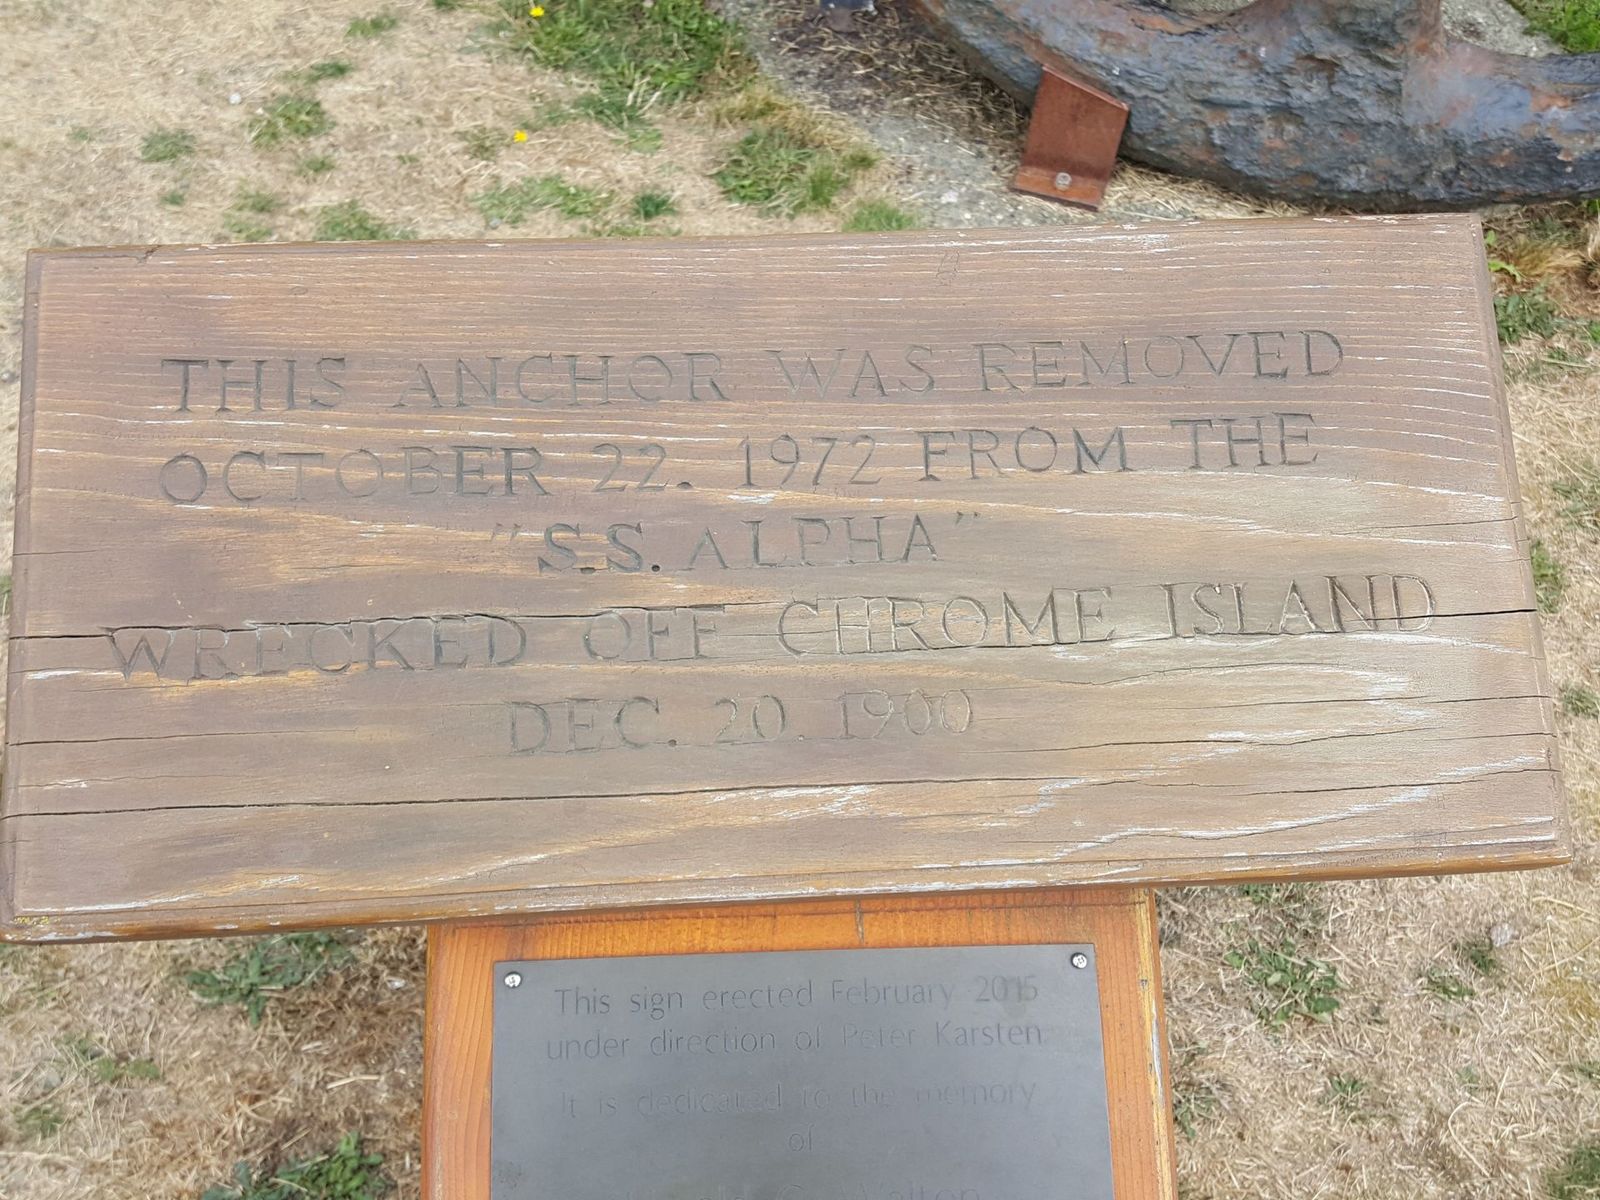 THIS ANCHOR WAS REMOVED
OCTOBER 22. 1972 FROM THE
"S.S. ALPHA"
WRECKED OFF CHROME ISLAND
DEC. 20. 1900
This sign erected February 2015
under direction of Peter Karsten
It is dedicated to the memory
of
Walton